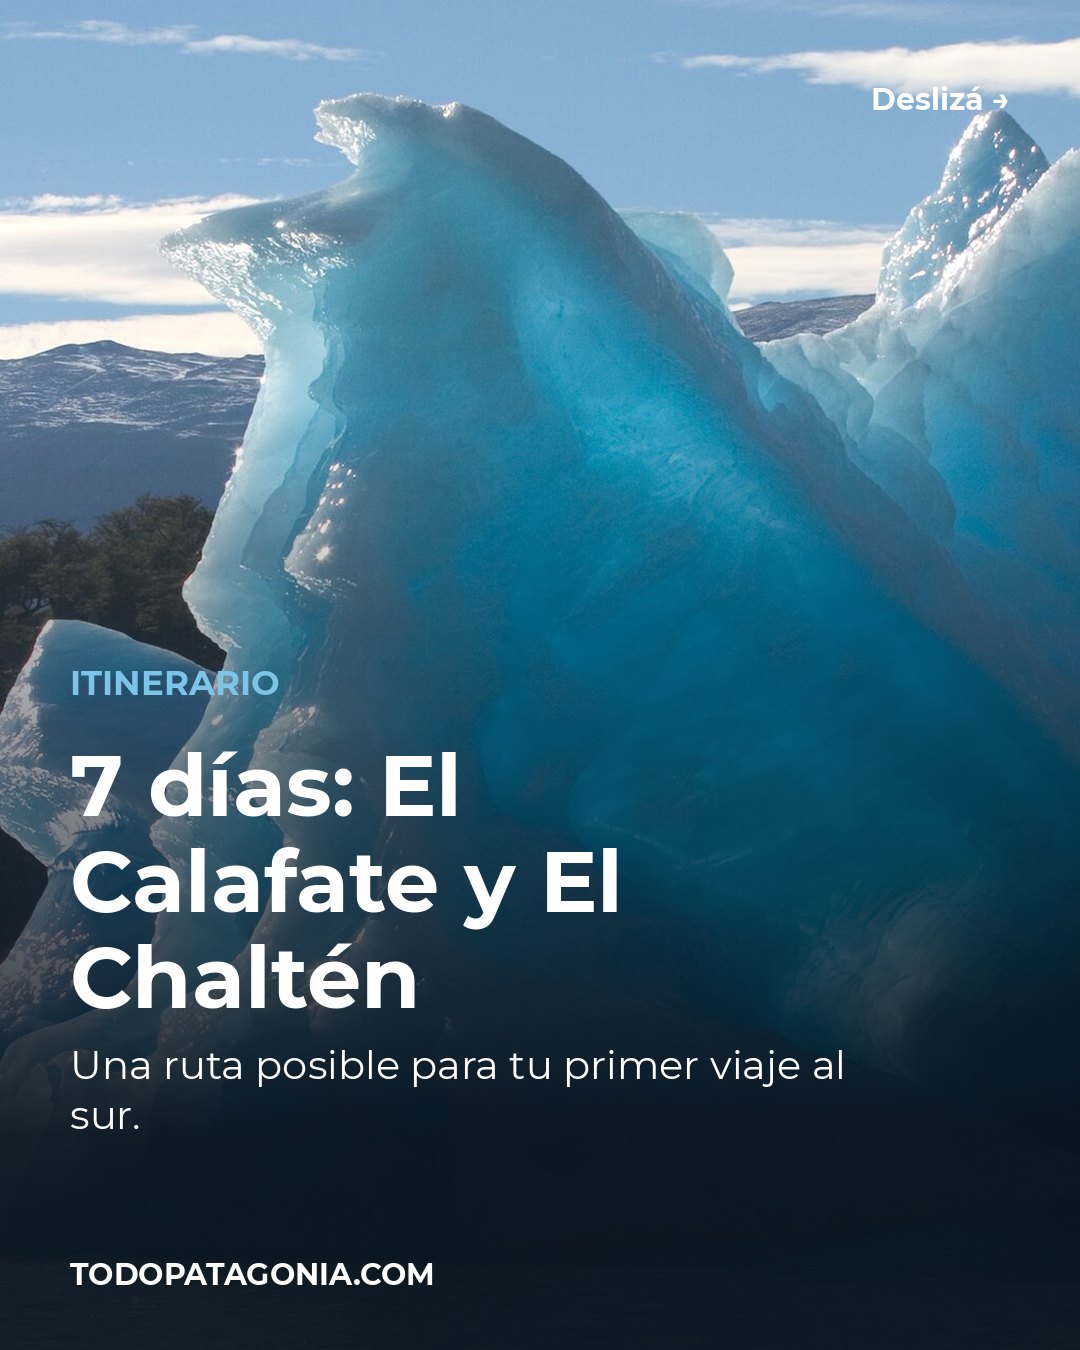 Deslizá →
ITINERARIO
7 días: El
Calafate y El
Chaltén
Una ruta posible para tu primer viaje al
sur.
TODOPATAGONIA.COM